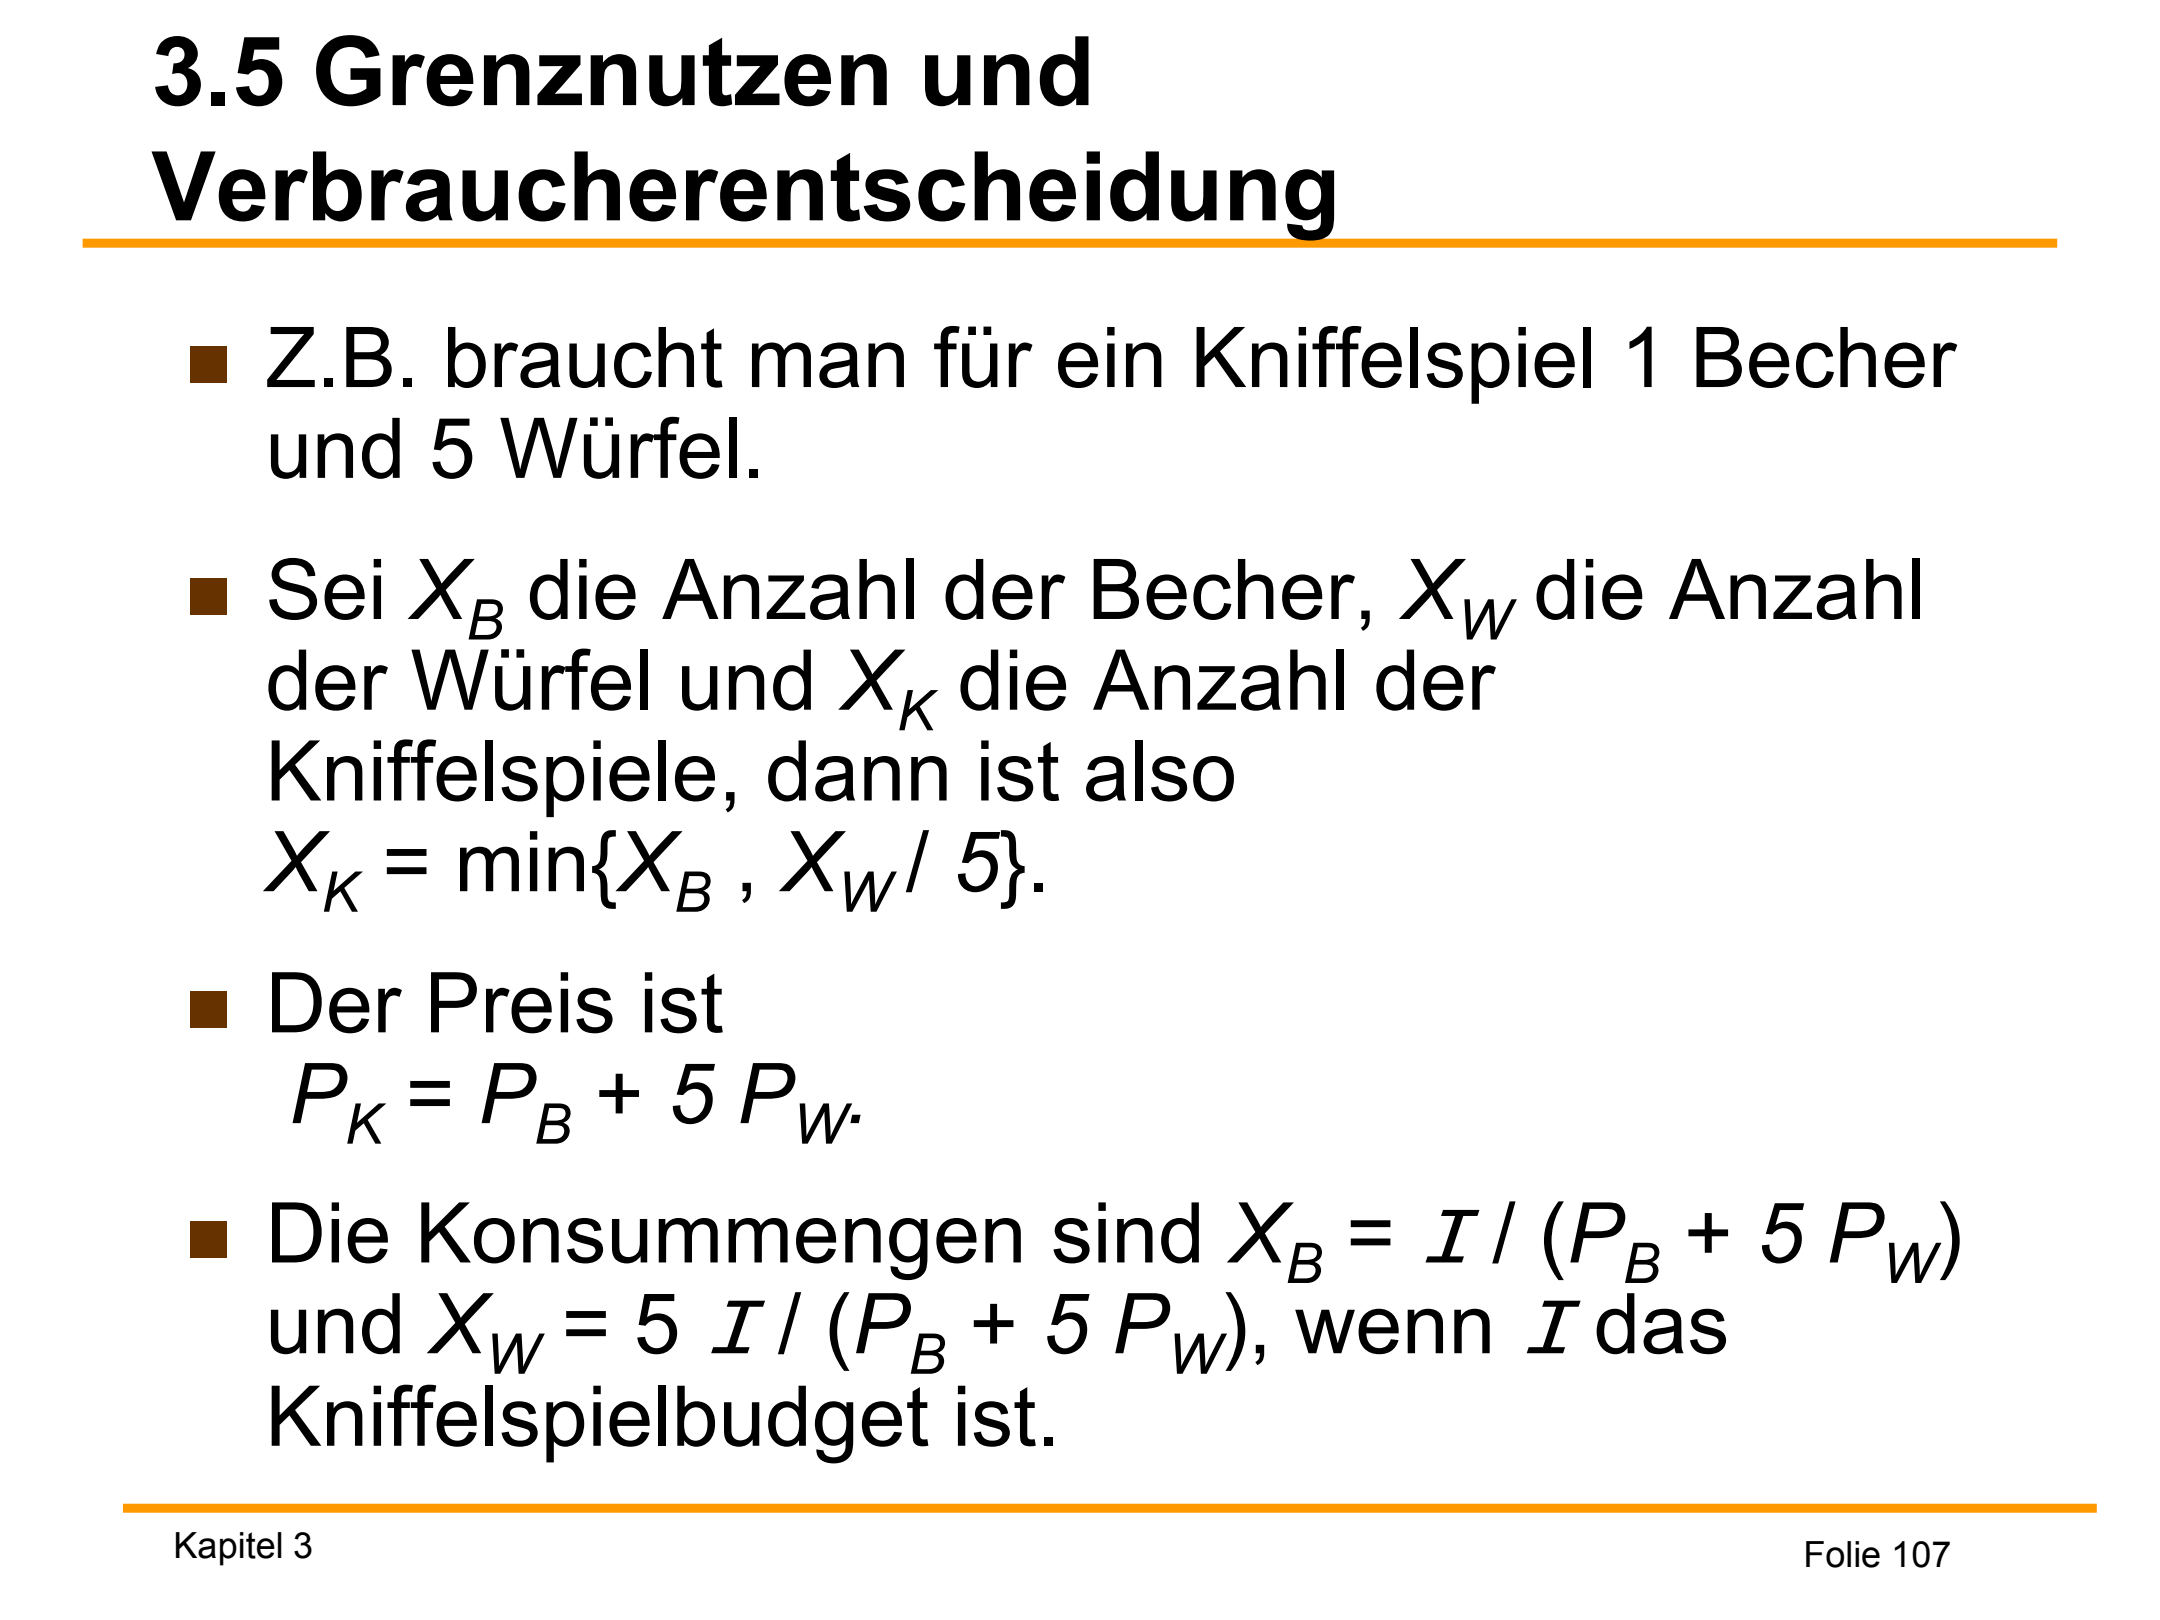 3.5 Grenznutzen und
Verbraucherentscheidung
Z.B. braucht man für ein Kniffelspiel 1 Becher
und 5 Würfel.
Sei X_B die Anzahl der Becher, X_W die Anzahl
der Würfel und X_K die Anzahl der
Kniffelspiele, dann ist also
X_K = min{X_B , X_W / 5}.
Der Preis ist
P_K = P_B + 5 P_W.
Die Konsummengen sind X_B = I / (P_B + 5 P_W)
und X_W = 5 I / (P_B + 5 P_W), wenn I das
Kniffelspielbudget ist.
Kapitel 3
Folie 107